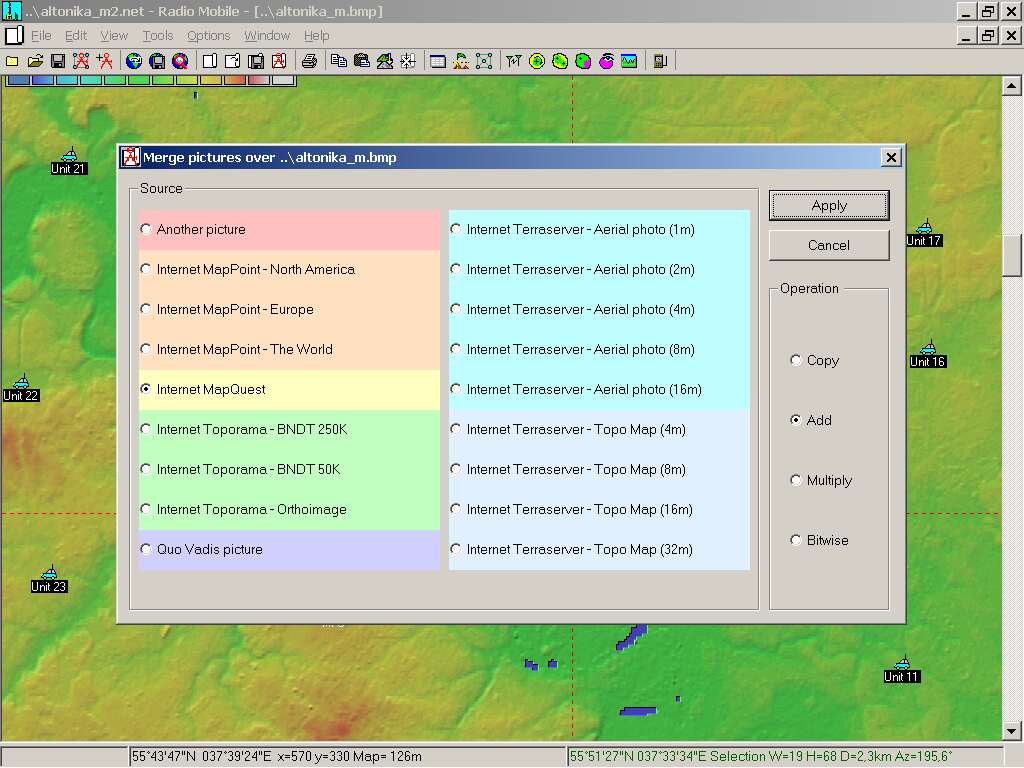 ..\altonika_m2.net - Radio Mobile - [..\altonika_m.bmp]
File Edit View Tools Options Window Help
Unit 21
Merge pictures over ..\altonika_m.bmp
Source
Another picture
Internet MapPoint - North America
Internet MapPoint - Europe
Internet MapPoint - The World
Internet MapQuest
Internet Toporama - BNDT 250K
Internet Toporama - BNDT 50K
Internet Toporama - Orthoimage
Quo Vadis picture
Internet Terraserver - Aerial photo (1m)
Internet Terraserver - Aerial photo (2m)
Internet Terraserver - Aerial photo (4m)
Internet Terraserver - Aerial photo (8m)
Internet Terraserver - Aerial photo (16m)
Internet Terraserver - Topo Map (4m)
Internet Terraserver - Topo Map (8m)
Internet Terraserver - Topo Map (16m)
Internet Terraserver - Topo Map (32m)
Apply
Cancel
Operation
Copy
Add
Multiply
Bitwise
Unit 17
Unit 16
Unit 22
Unit 23
Unit 11
55°43'47"N 037°39'24"E x=570 y=330 Map= 126m
55°51'27"N 037°33'34"E Selection W=19 H=68 D=2,3km Az=195,6°